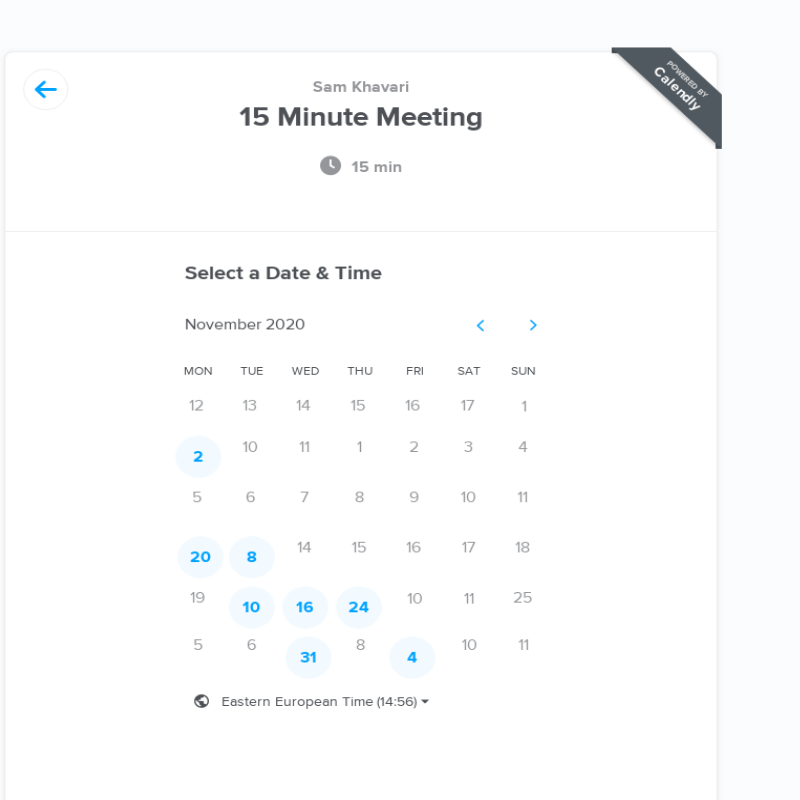 Sam Khavari
15 Minute Meeting
POWERED BY
Calendly
15 min
Select a Date & Time
November 2020
MON TUE WED THU FRI SAT SUN
12 13 14 15 16 17 1
2 10 11 1 2 3 4
5 6 7 8 9 10 11
20 8 14 15 16 17 18
19 10 16 24 10 11 25
5 6 31 8 4 10 11
Eastern European Time (14:56)